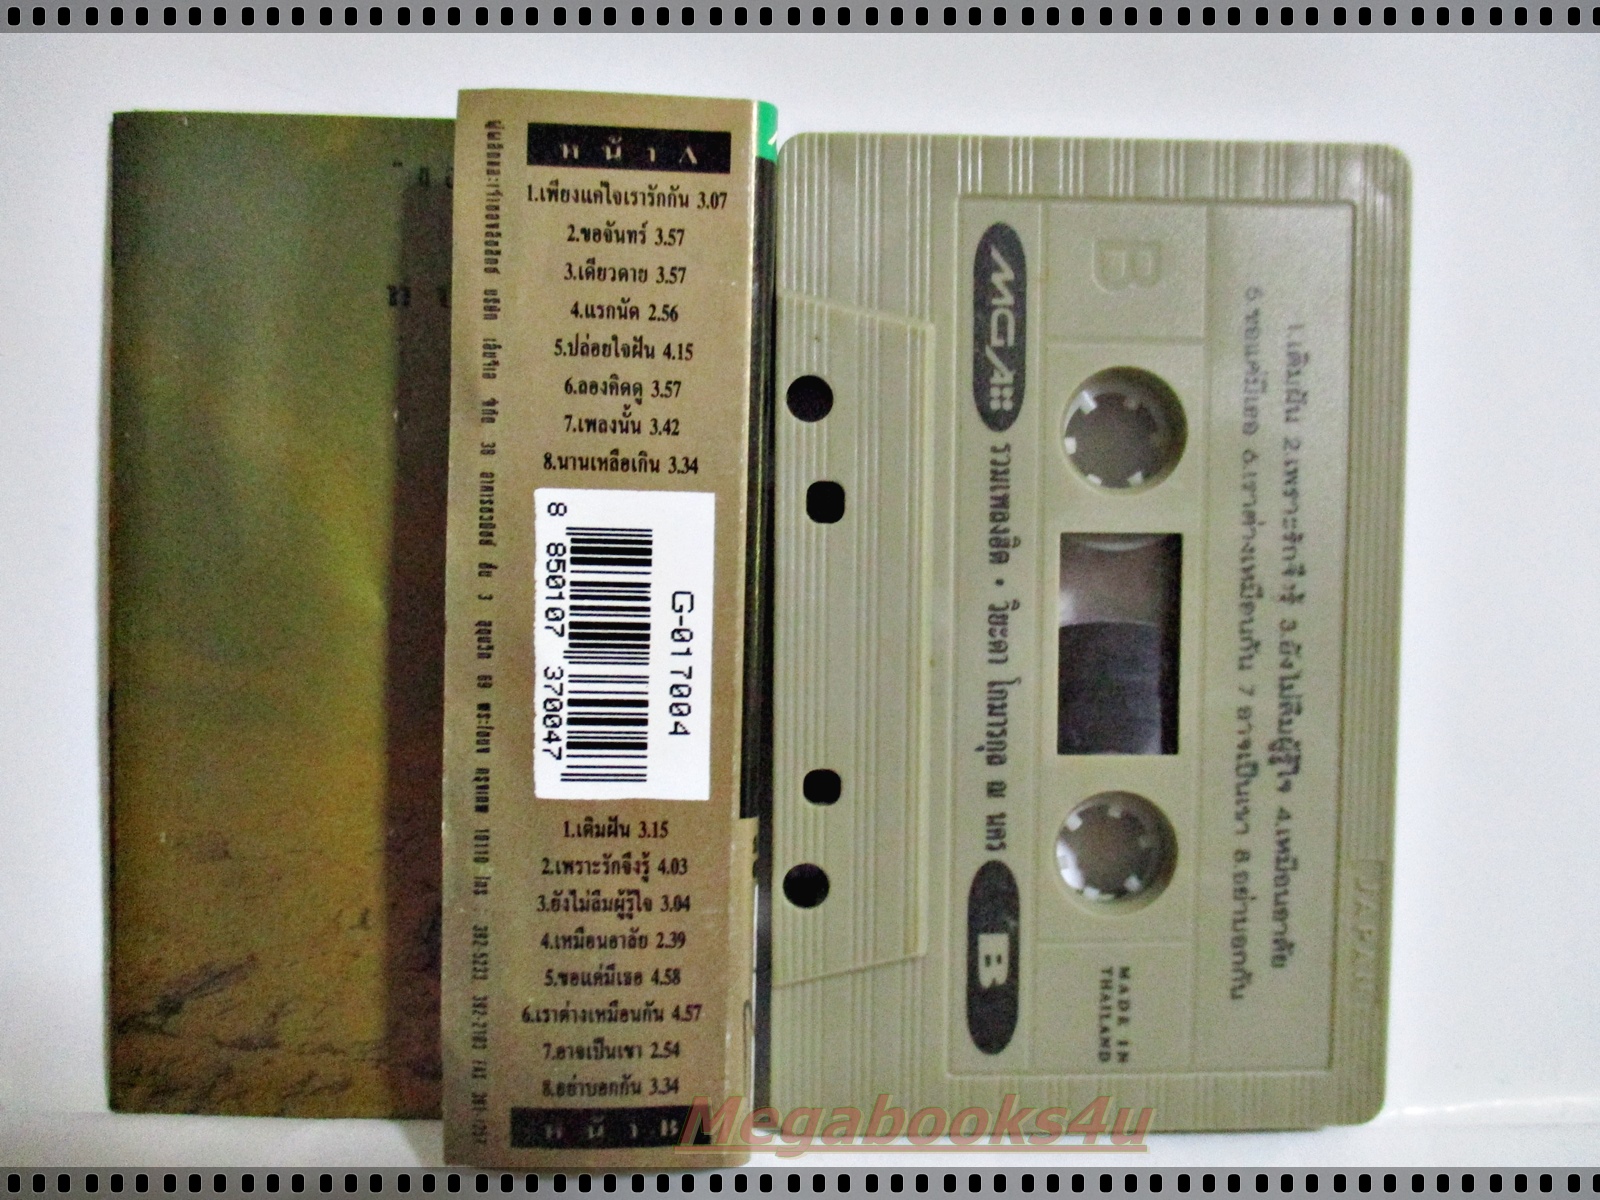 หน้า A
1.เพียงแค่ใจเรารักกัน 3.07
2.ขอจันทร์ 3.57
3.เดียวดาย 3.57
4.แรกนัด 2.56
5.ปล่อยใจฝัน 4.15
6.ลองคิดดู 3.57
7.เพลงนั้น 3.42
8.นานเหลือเกิน 3.34
G-017004
8 850107 370047
1.เติมฝัน 3.15
2.เพราะรักจึงรู้ 4.03
3.ยังไม่ลืมผู้รู้ใจ 3.04
4.เหมือนอาลัย 2.39
5.ขอแค่มีเธอ 4.58
6.เราต่างเหมือนกัน 4.57
7.อาจเป็นเขา 2.54
8.อย่าบอกกัน 3.34
หน้า B
MGA รวมเพลงฮิต • วิยะดา โกมารกุล ณ นคร B
B
MADE IN
THAILAND
1.เติมฝัน 2.เพราะรักจึงรู้ 3.ยังไม่ลืมผู้รู้ใจ 4.เหมือนอาลัย
5.ขอแค่มีเธอ 6.เราต่างเหมือนกัน 7.อาจเป็นเขา 8.อย่าบอกกัน
JAPAN
Megabooks4u